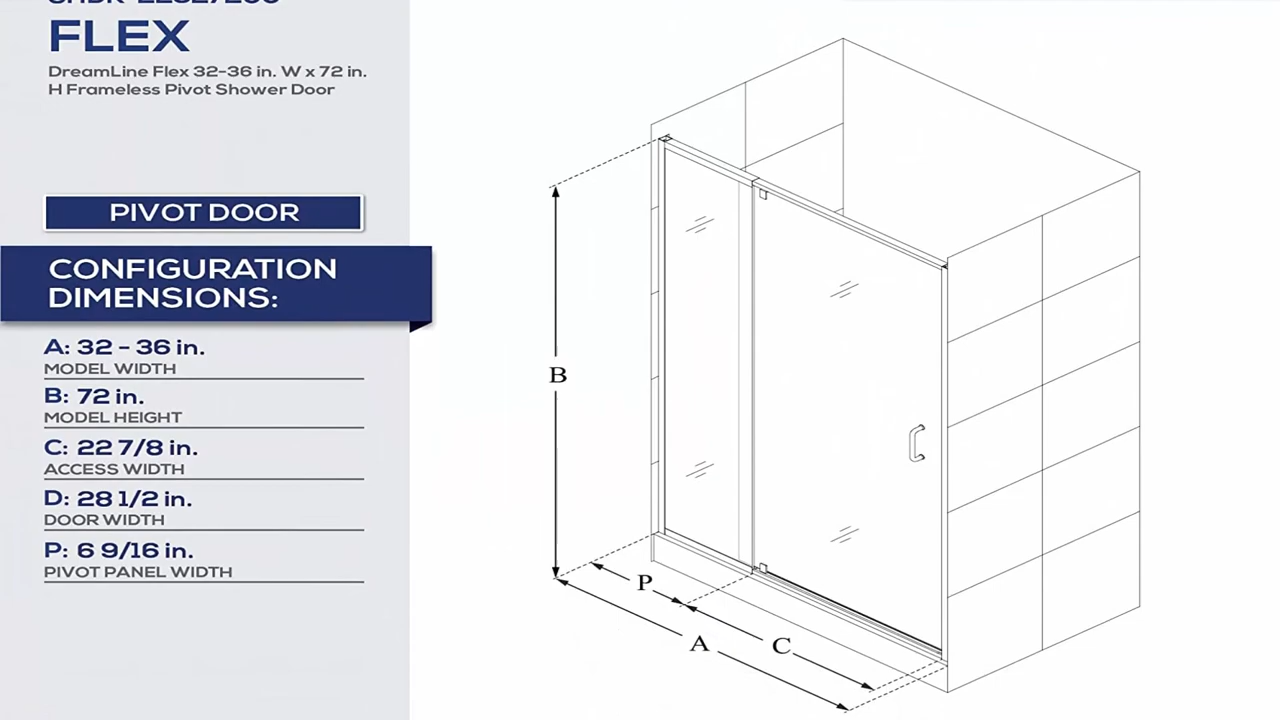 FLEX
DreamLine Flex 32-36 in. W x 72 in.
H Frameless Pivot Shower Door
PIVOT DOOR
CONFIGURATION
DIMENSIONS:
A: 32 - 36 in.
MODEL WIDTH
B: 72 in.
MODEL HEIGHT
C: 22 7/8 in.
ACCESS WIDTH
D: 28 1/2 in.
DOOR WIDTH
P: 6 9/16 in.
PIVOT PANEL WIDTH
B
P
A
C